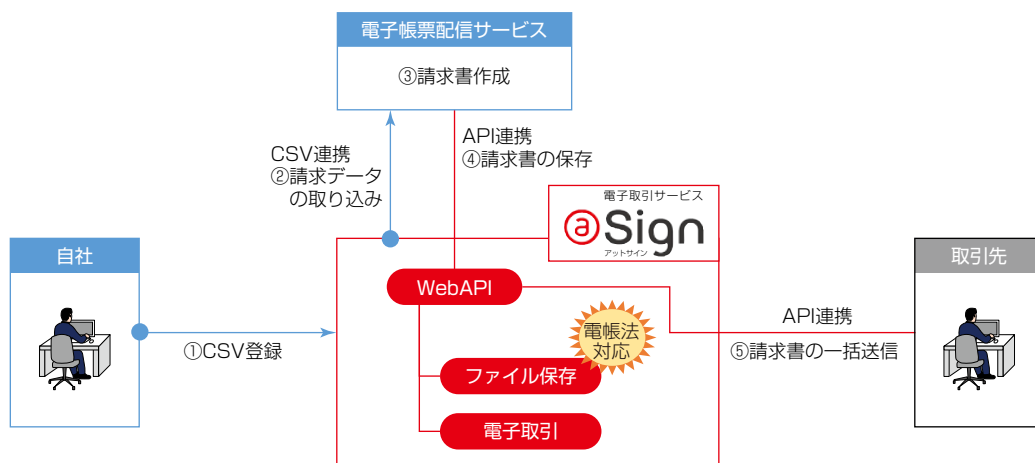 電子帳票配信サービス
③請求書作成
CSV連携
②請求データ
の取り込み
API連携
④請求書の保存
電子取引サービス
@Sign
アットサイン
自社
①CSV登録
WebAPI
電帳法
対応
ファイル保存
電子取引
API連携
⑤請求書の一括送信
取引先